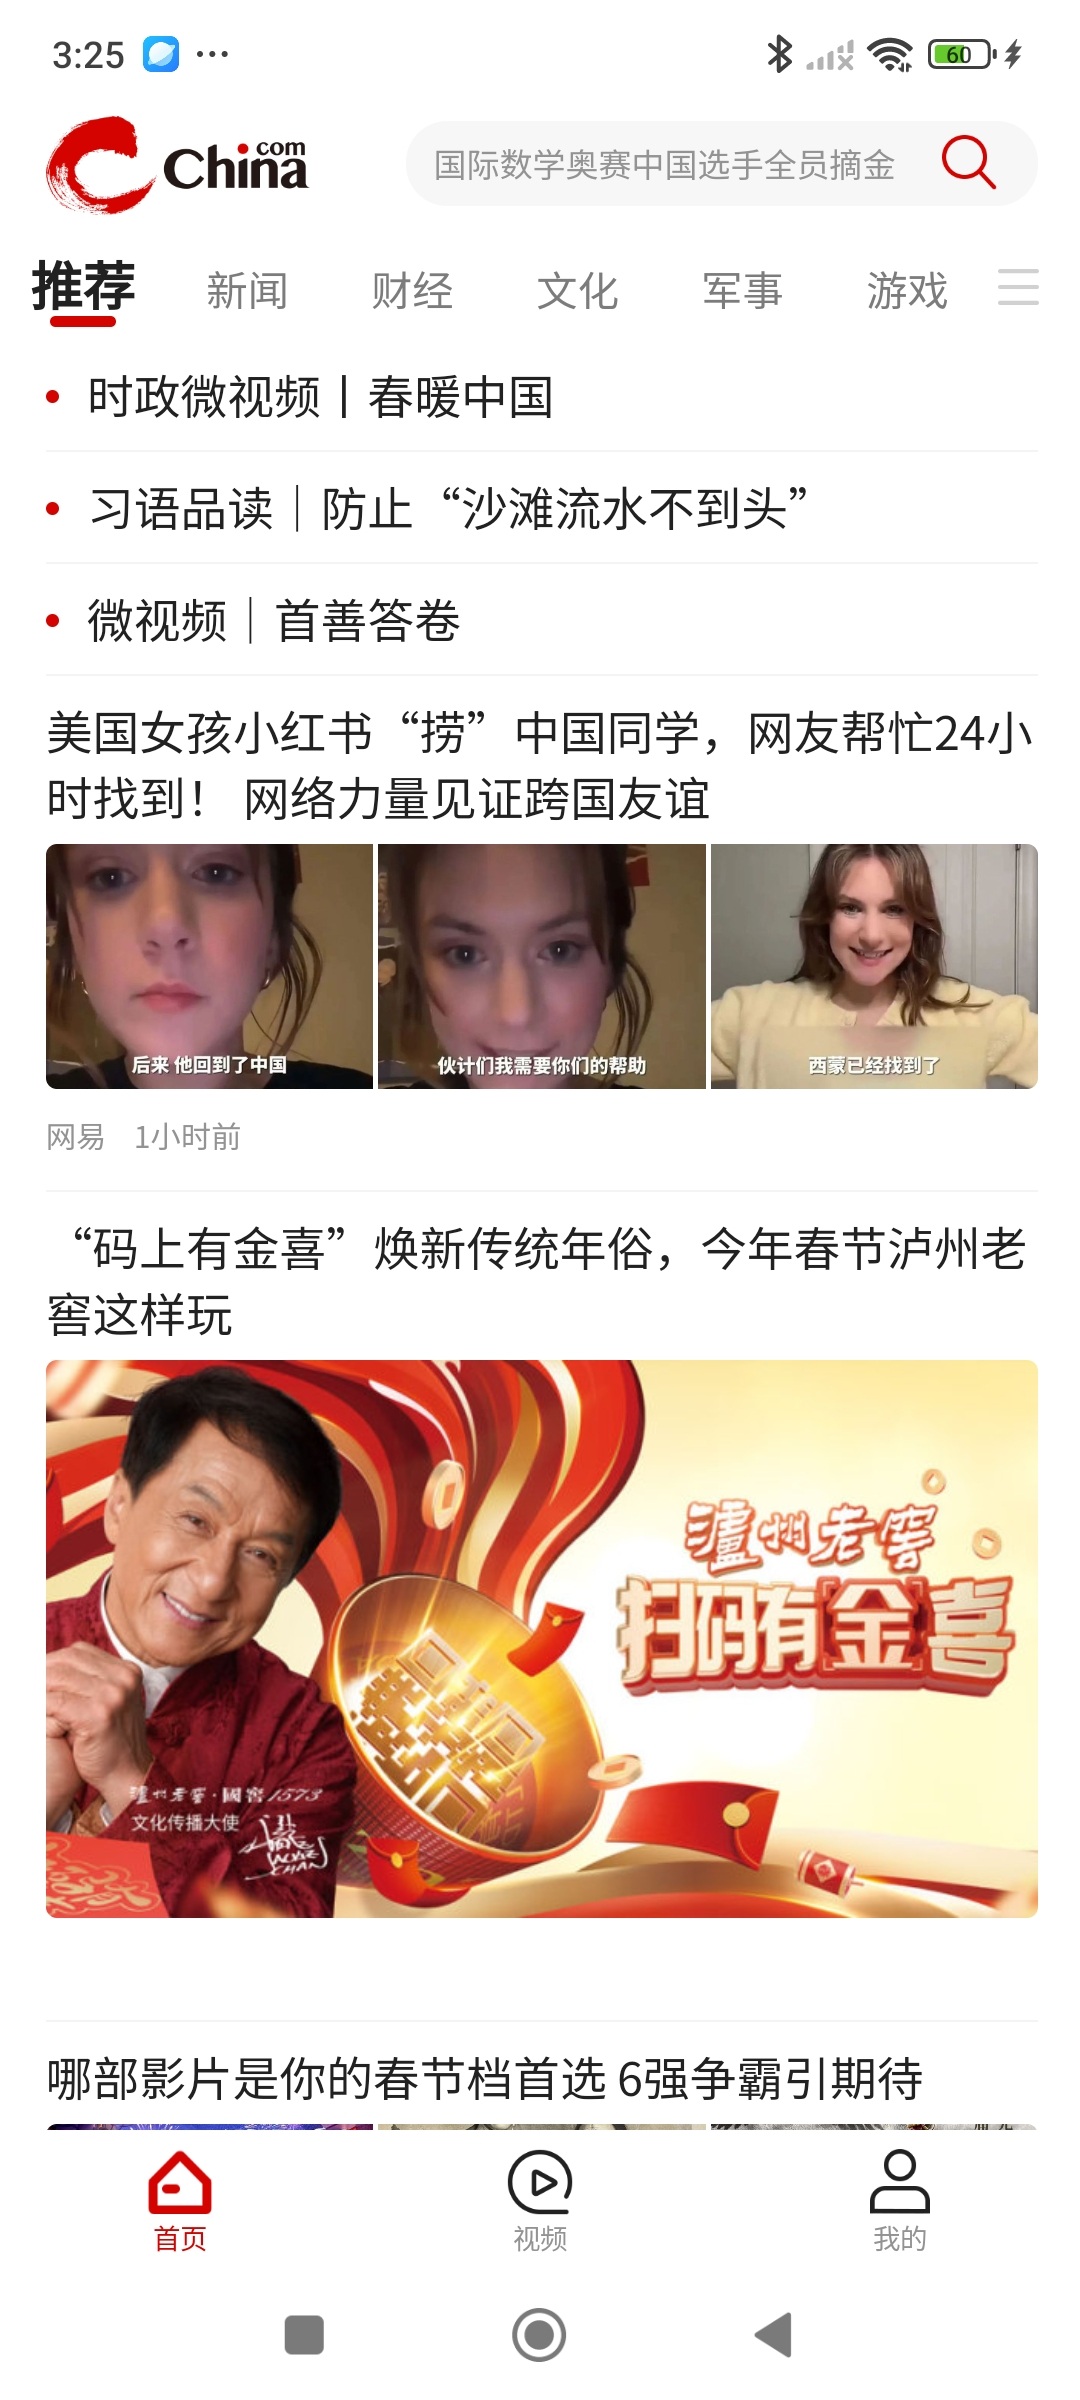 3:25
60
China
com
国际数学奥赛中国选手全员摘金
推荐 新闻 财经 文化 军事 游戏
时政微视频丨春暖中国
习语品读｜防止“沙滩流水不到头”
微视频｜首善答卷
美国女孩小红书“捞”中国同学，网友帮忙24小
时找到！ 网络力量见证跨国友谊
后来 他回到了中国
伙计们我需要你们的帮助
西蒙已经找到了
网易 1小时前
“码上有金喜”焕新传统年俗，今年春节泸州老
窖这样玩
泸州老窖
扫码有金喜
泸州老窖·國窖1573
文化传播大使
JACKIE CHAN
哪部影片是你的春节档首选 6强争霸引期待
首页 视频 我的